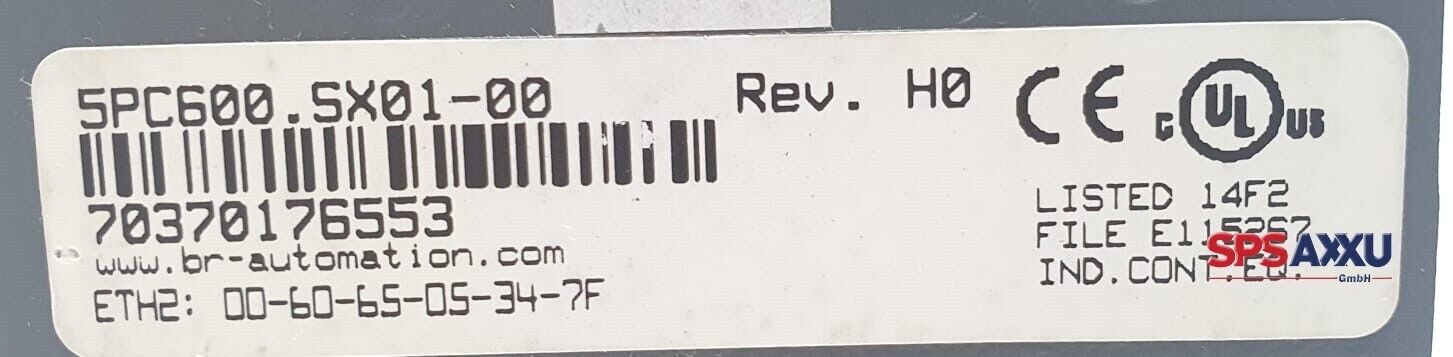 5PC600.SX01-00 Rev. H0
70370176553
www.br-automation.com
ETH2: 00-60-65-05-34-7F
CE
c UL us
LISTED 14F2
FILE E115267
IND.CONT.EQ.
SPSAXXU
GmbH